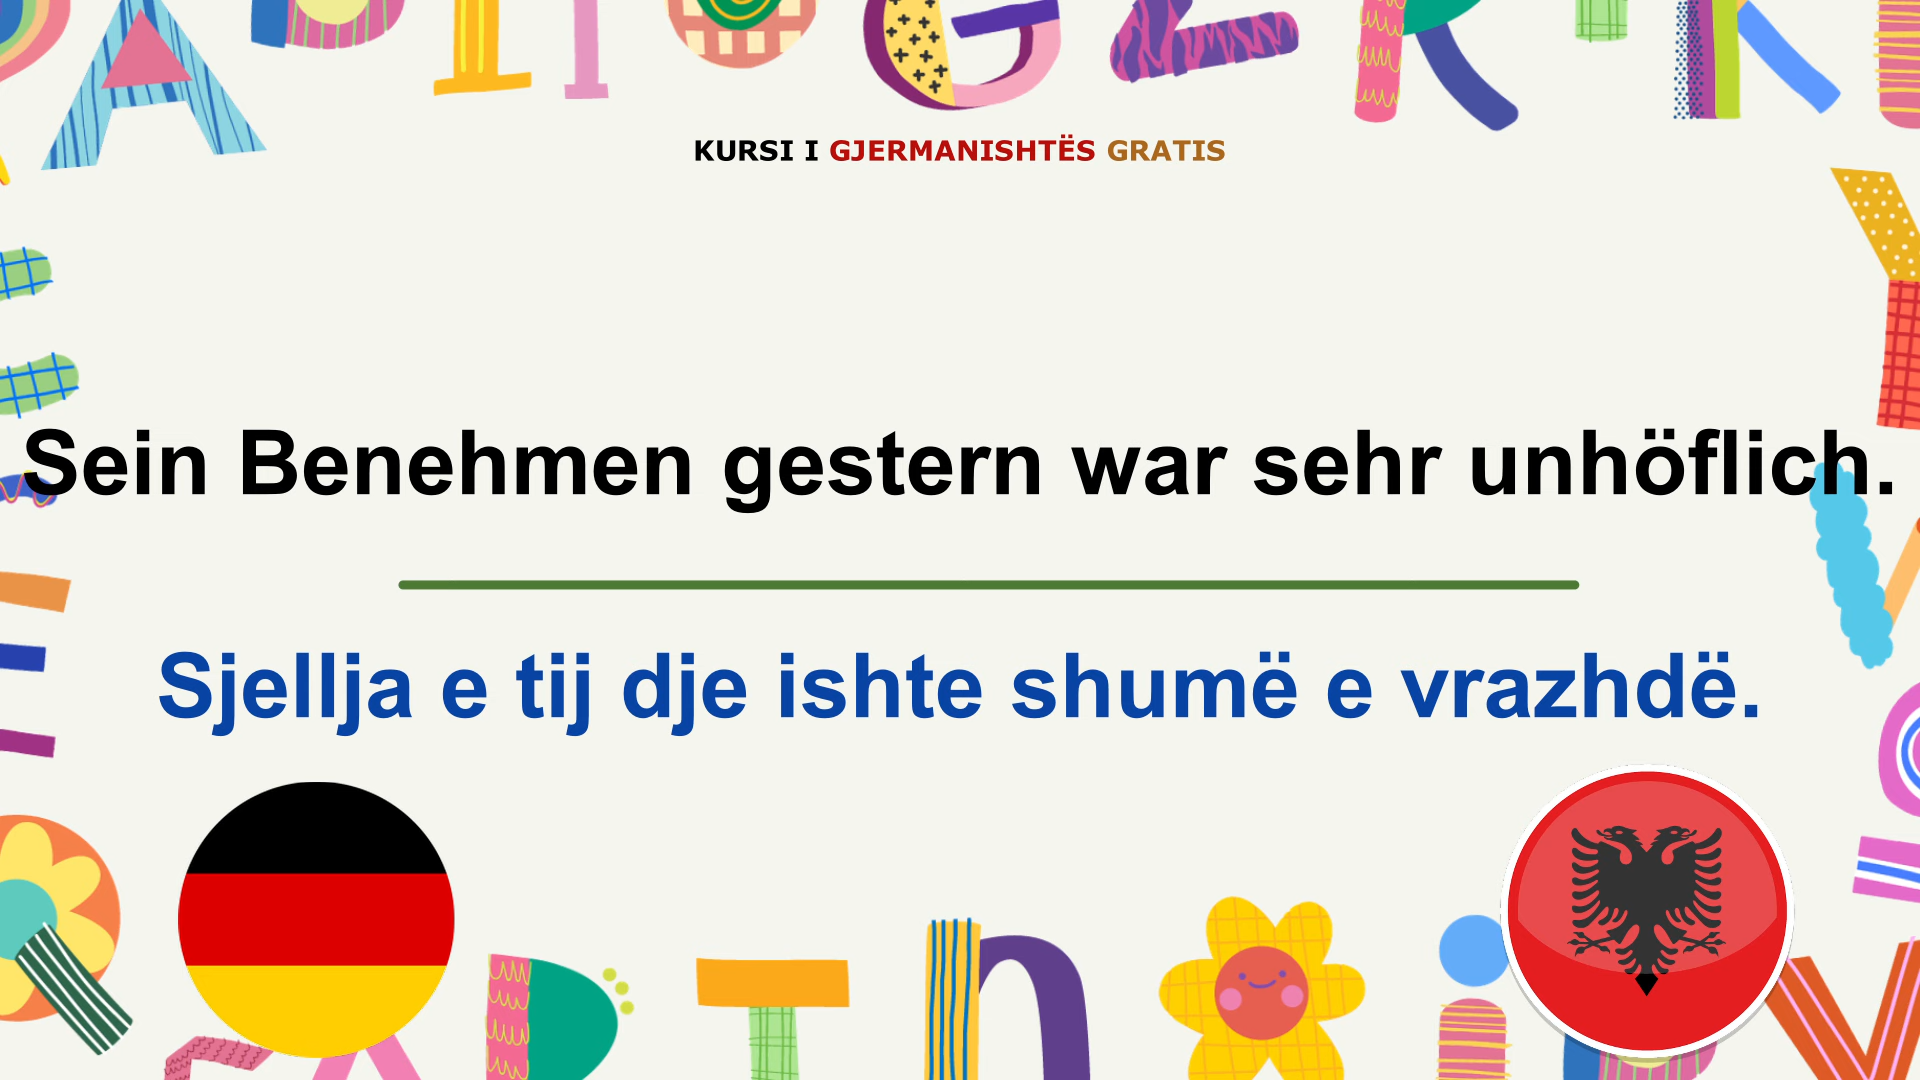 KURSI I GJERMANISHTËS GRATIS
Sein Benehmen gestern war sehr unhöflich.
Sjellja e tij dje ishte shumë e vrazhdë.